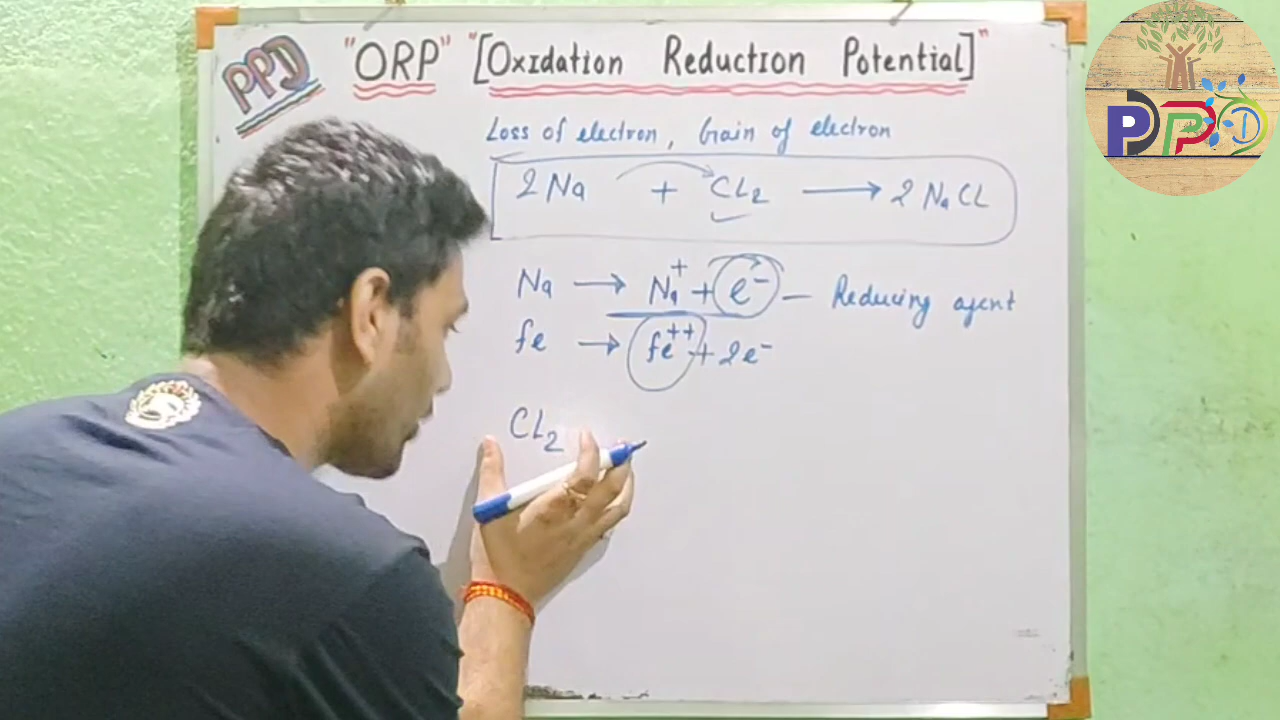 PPD "ORP" "[Oxidation Reduction Potential]"
PPD
Loss of electron, Gain of electron
2 Na + CL₂ ⟶ 2 NaCL
Na → Na⁺ + e⁻ — Reducing agent
fe → fe⁺⁺ + 2e⁻
CL₂